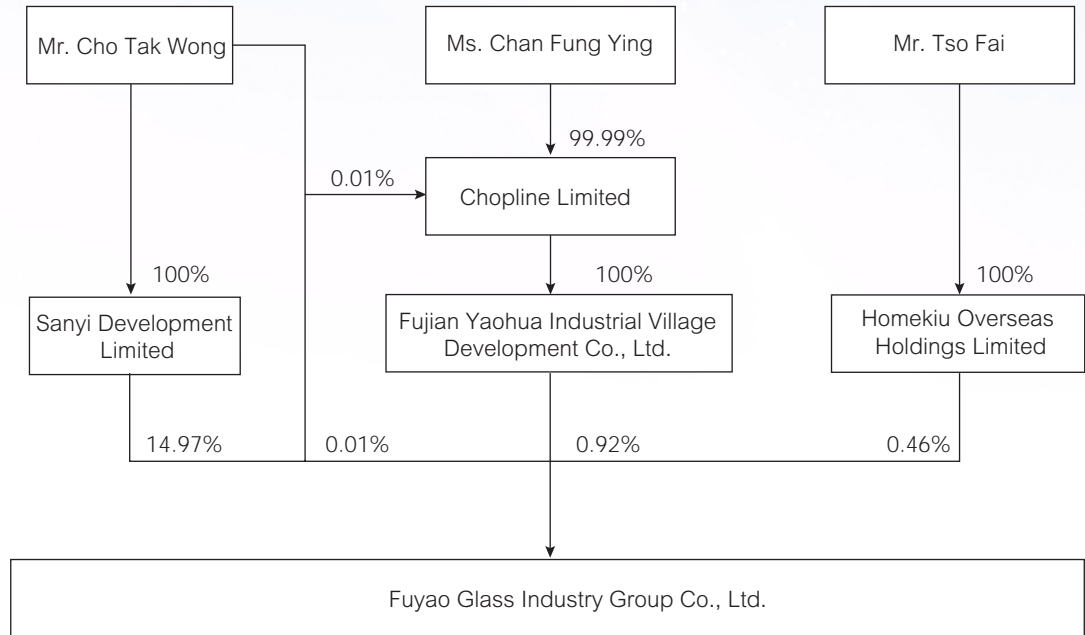 Mr. Cho Tak Wong
Ms. Chan Fung Ying
Mr. Tso Fai
99.99%
0.01%
Chopline Limited
100%
100%
100%
Sanyi Development
Limited
Fujian Yaohua Industrial Village
Development Co., Ltd.
Homekiu Overseas
Holdings Limited
14.97%
0.01%
0.92%
0.46%
Fuyao Glass Industry Group Co., Ltd.